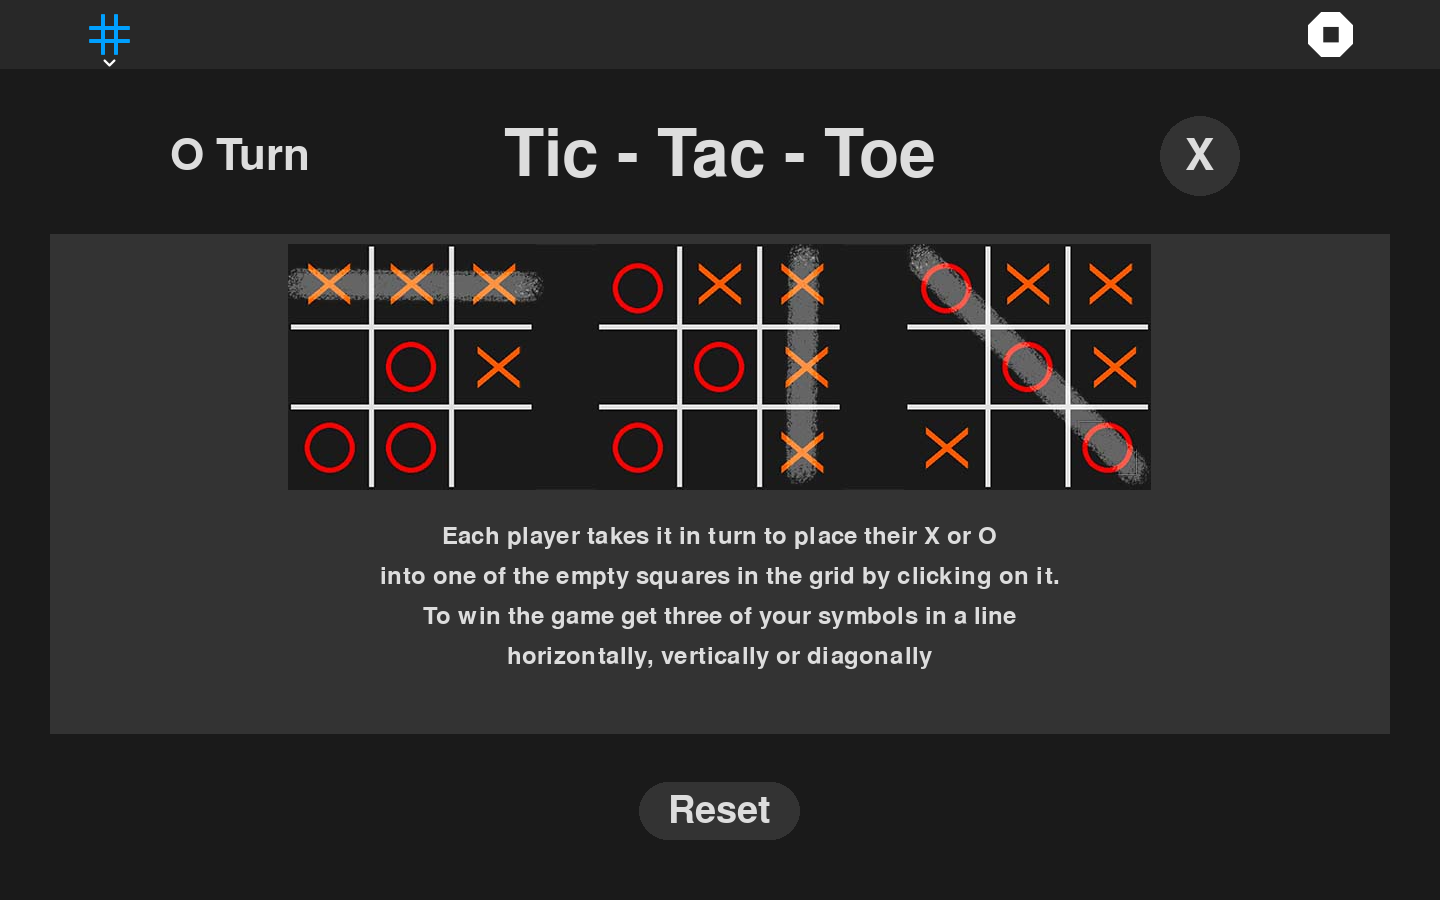 O Turn
Tic - Tac - Toe
X
Each player takes it in turn to place their X or O
into one of the empty squares in the grid by clicking on it.
To win the game get three of your symbols in a line
horizontally, vertically or diagonally
Reset